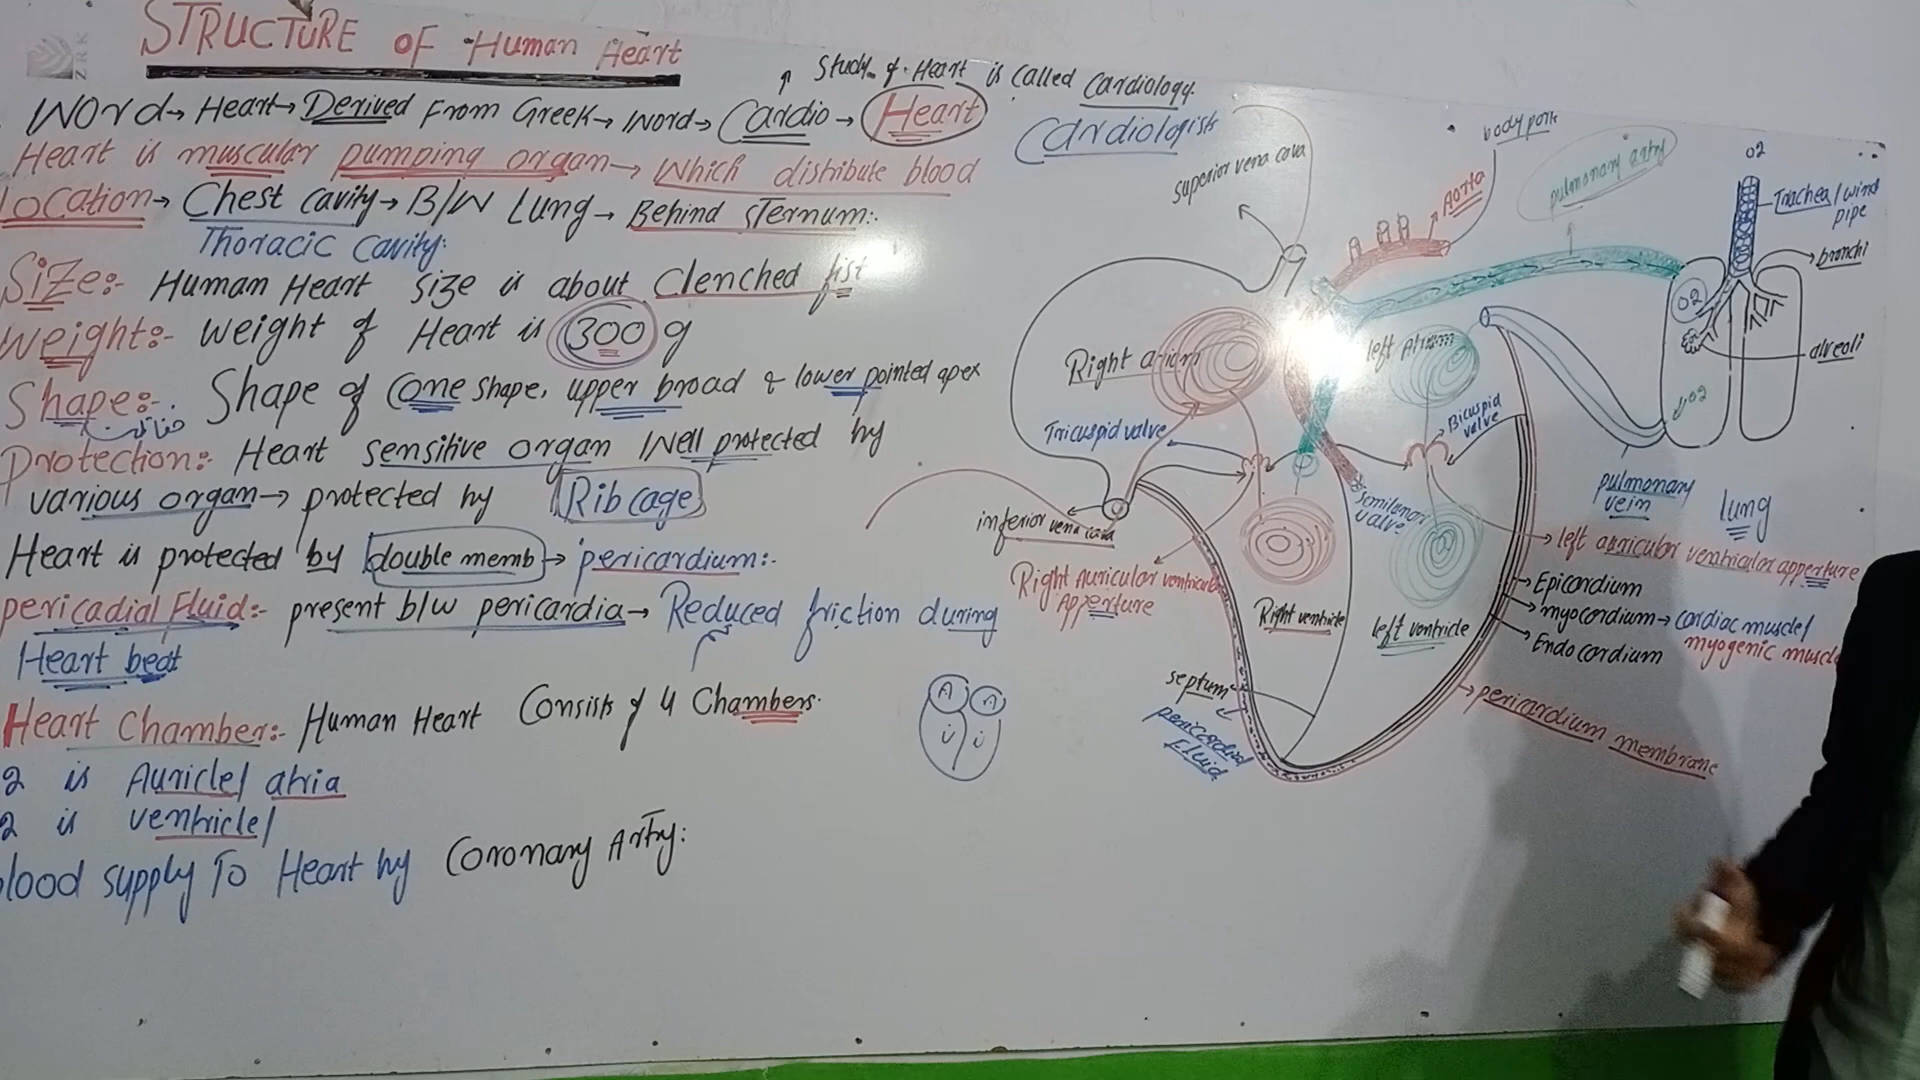 STRUCTURE OF Human Heart
ZRK
Study of Heart is called Cardiology.
Word→ Heart→ Derived From Greek→ Word→ Cardio→ Heart
Cardiologists
Heart is muscular pumping organ→ Which distribute blood
Location→ Chest cavity→ B/W Lung→ Behind sternum:.
Thoracic Cavity:
Size:- Human Heart size is about Clenched fist
Weight:- weight of Heart is 300 g
Shape:- Shape of Cone shape, upper broad & lower pointed apex
Protection:- Heart sensitive organ Well protected by
various organ→ protected by Rib cage
Heart is protected by double memb→ pericardium:-
pericadial Fluid:- present b/w pericardia→ Reduced friction during
Heart beat
Heart Chamber:- Human Heart Consists of 4 Chambers.
2 is Auricle/ atria
2 is ventricle/
blood supply To Heart by Coronary Artry:
A A
v v
superior vena cava
Aorta
body part
pulmonary artry
O2
Trachea/ wind
pipe
bronchi
O2
alveoli
O2
Right atrium
left Atrium
Tricuspid valve
Bicuspid
valve
inferior vena cava
semilunar
valve
pulmonary
vein
lung
Right Auricular ventricular
Apperture
left auricular ventricular apperture
Right ventricle
left ventricle
Epicardium
myocordium→ cardiac muscle/
myogenic muscle
Endocordium
septum
pericardial
Fluid
pericardium membrane